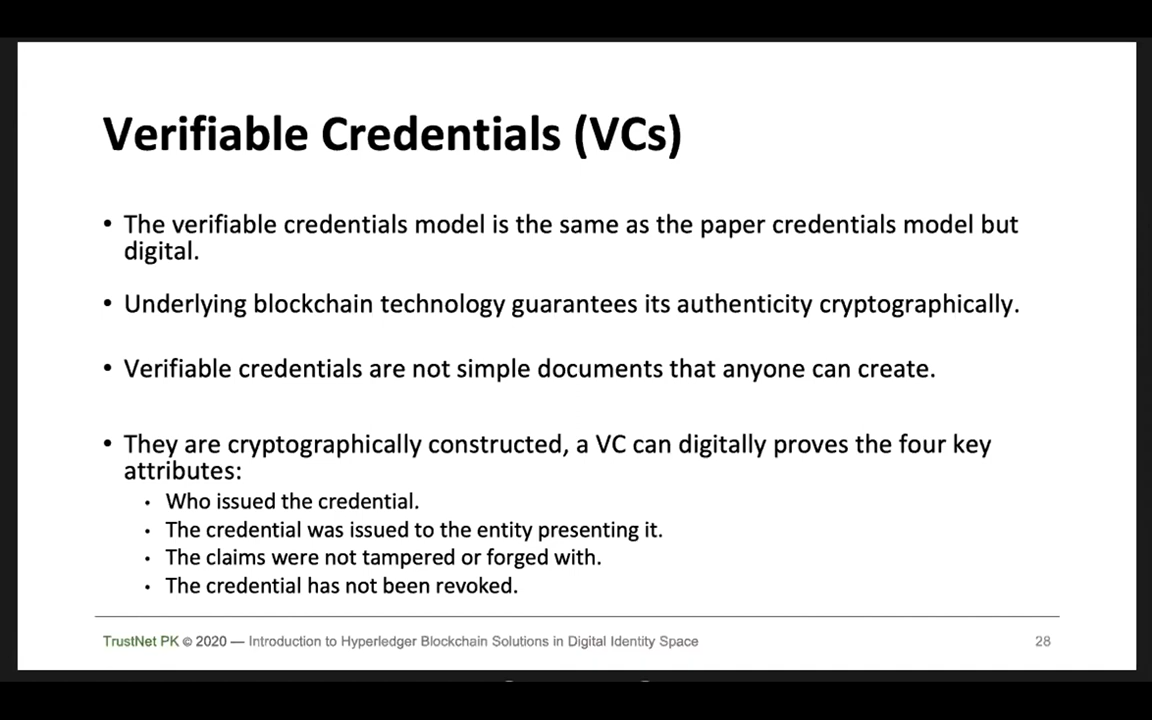 Verifiable Credentials (VCs)
• The verifiable credentials model is the same as the paper credentials model but
digital.
• Underlying blockchain technology guarantees its authenticity cryptographically.
• Verifiable credentials are not simple documents that anyone can create.
• They are cryptographically constructed, a VC can digitally proves the four key
attributes:
• Who issued the credential.
• The credential was issued to the entity presenting it.
• The claims were not tampered or forged with.
• The credential has not been revoked.
TrustNet PK © 2020 — Introduction to Hyperledger Blockchain Solutions in Digital Identity Space 28